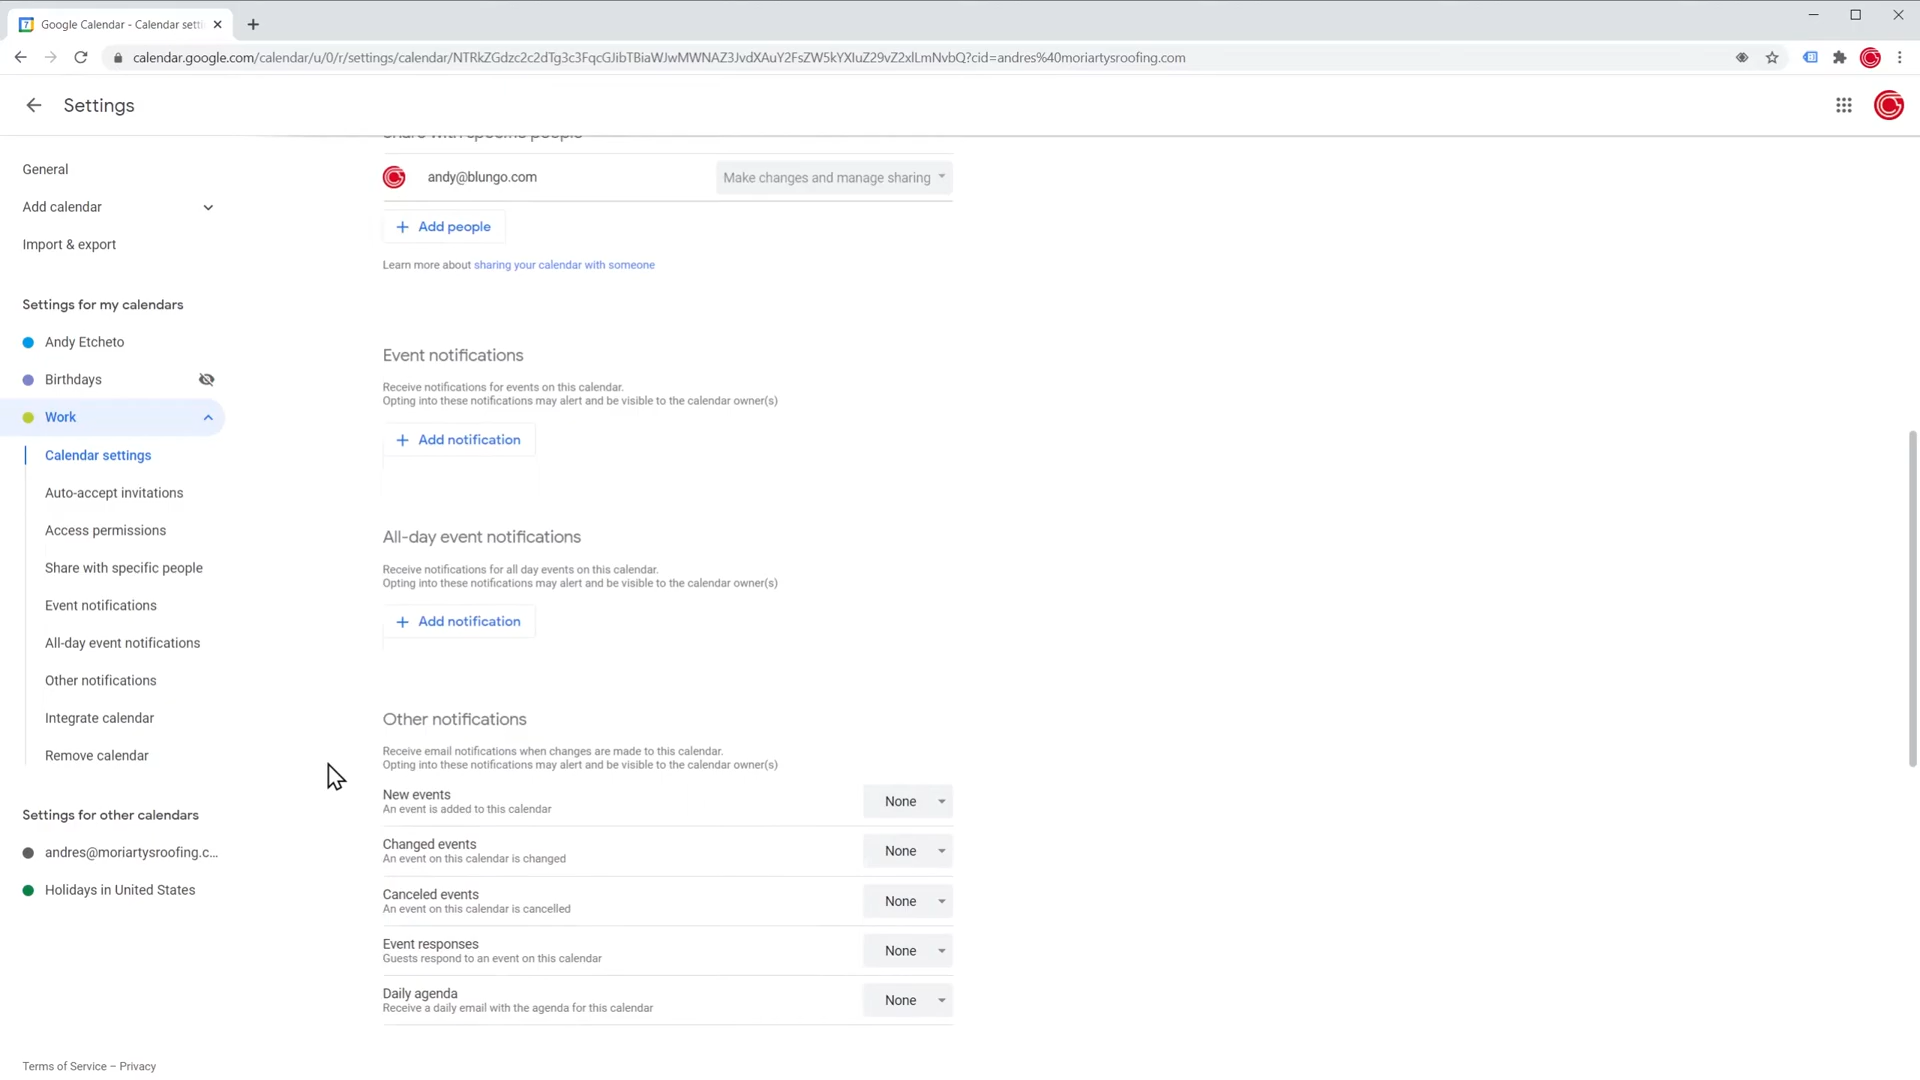 Google Calendar - Calendar setti
calendar.google.com/calendar/u/0/r/settings/calendar/NTRkZGdzc2c2dTg3c3FqcGJibTBiaWJwMWNAZ3JvdXAuY2FsZW5kYXIuZ29vZ2xlLmNvbQ?cid=andres%40moriartysroofing.com
Settings
General
Add calendar
Import & export
Settings for my calendars
Andy Etcheto
Birthdays
Work
Calendar settings
Auto-accept invitations
Access permissions
Share with specific people
Event notifications
All-day event notifications
Other notifications
Integrate calendar
Remove calendar
Settings for other calendars
andres@moriartysroofing.c...
Holidays in United States
Terms of Service – Privacy
Share with specific people
andy@blungo.com
Make changes and manage sharing
Add people
Learn more about sharing your calendar with someone
Event notifications
Receive notifications for events on this calendar.
Opting into these notifications may alert and be visible to the calendar owner(s)
Add notification
All-day event notifications
Receive notifications for all day events on this calendar.
Opting into these notifications may alert and be visible to the calendar owner(s)
Add notification
Other notifications
Receive email notifications when changes are made to this calendar.
Opting into these notifications may alert and be visible to the calendar owner(s)
New events
None
An event is added to this calendar
Changed events
None
An event on this calendar is changed
Canceled events
None
An event on this calendar is cancelled
Event responses
None
Guests respond to an event on this calendar
Daily agenda
None
Receive a daily email with the agenda for this calendar